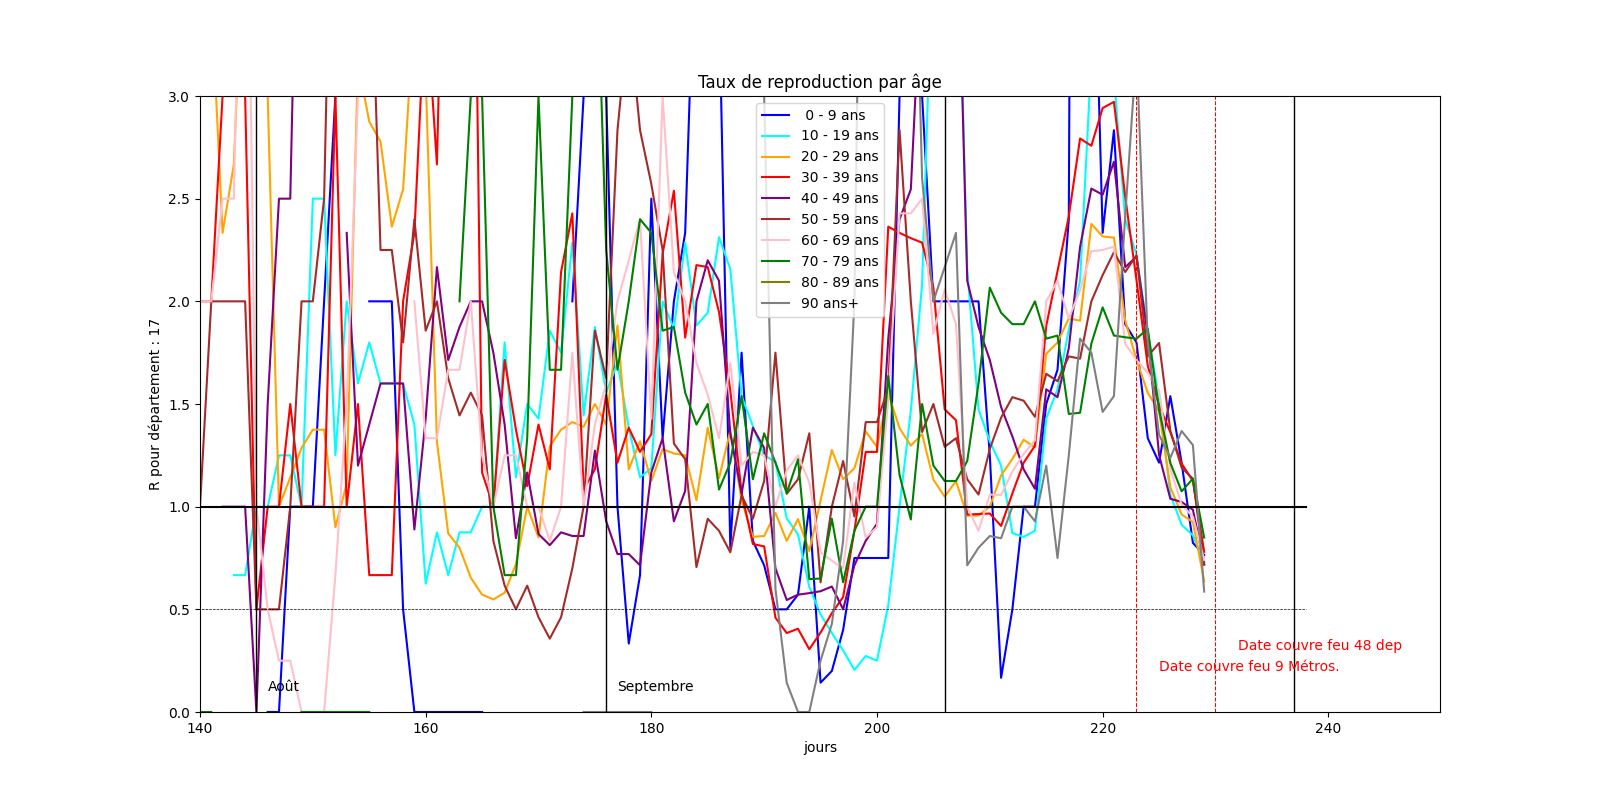 Taux de reproduction par âge
3.0
2.5
2.0
1.5
1.0
0.5
0.0
R pour département : 17
0 - 9 ans
10 - 19 ans
20 - 29 ans
30 - 39 ans
40 - 49 ans
50 - 59 ans
60 - 69 ans
70 - 79 ans
80 - 89 ans
90 ans+
Date couvre feu 48 dep
Date couvre feu 9 Métros.
Août
Septembre
140
160
180
200
220
240
jours